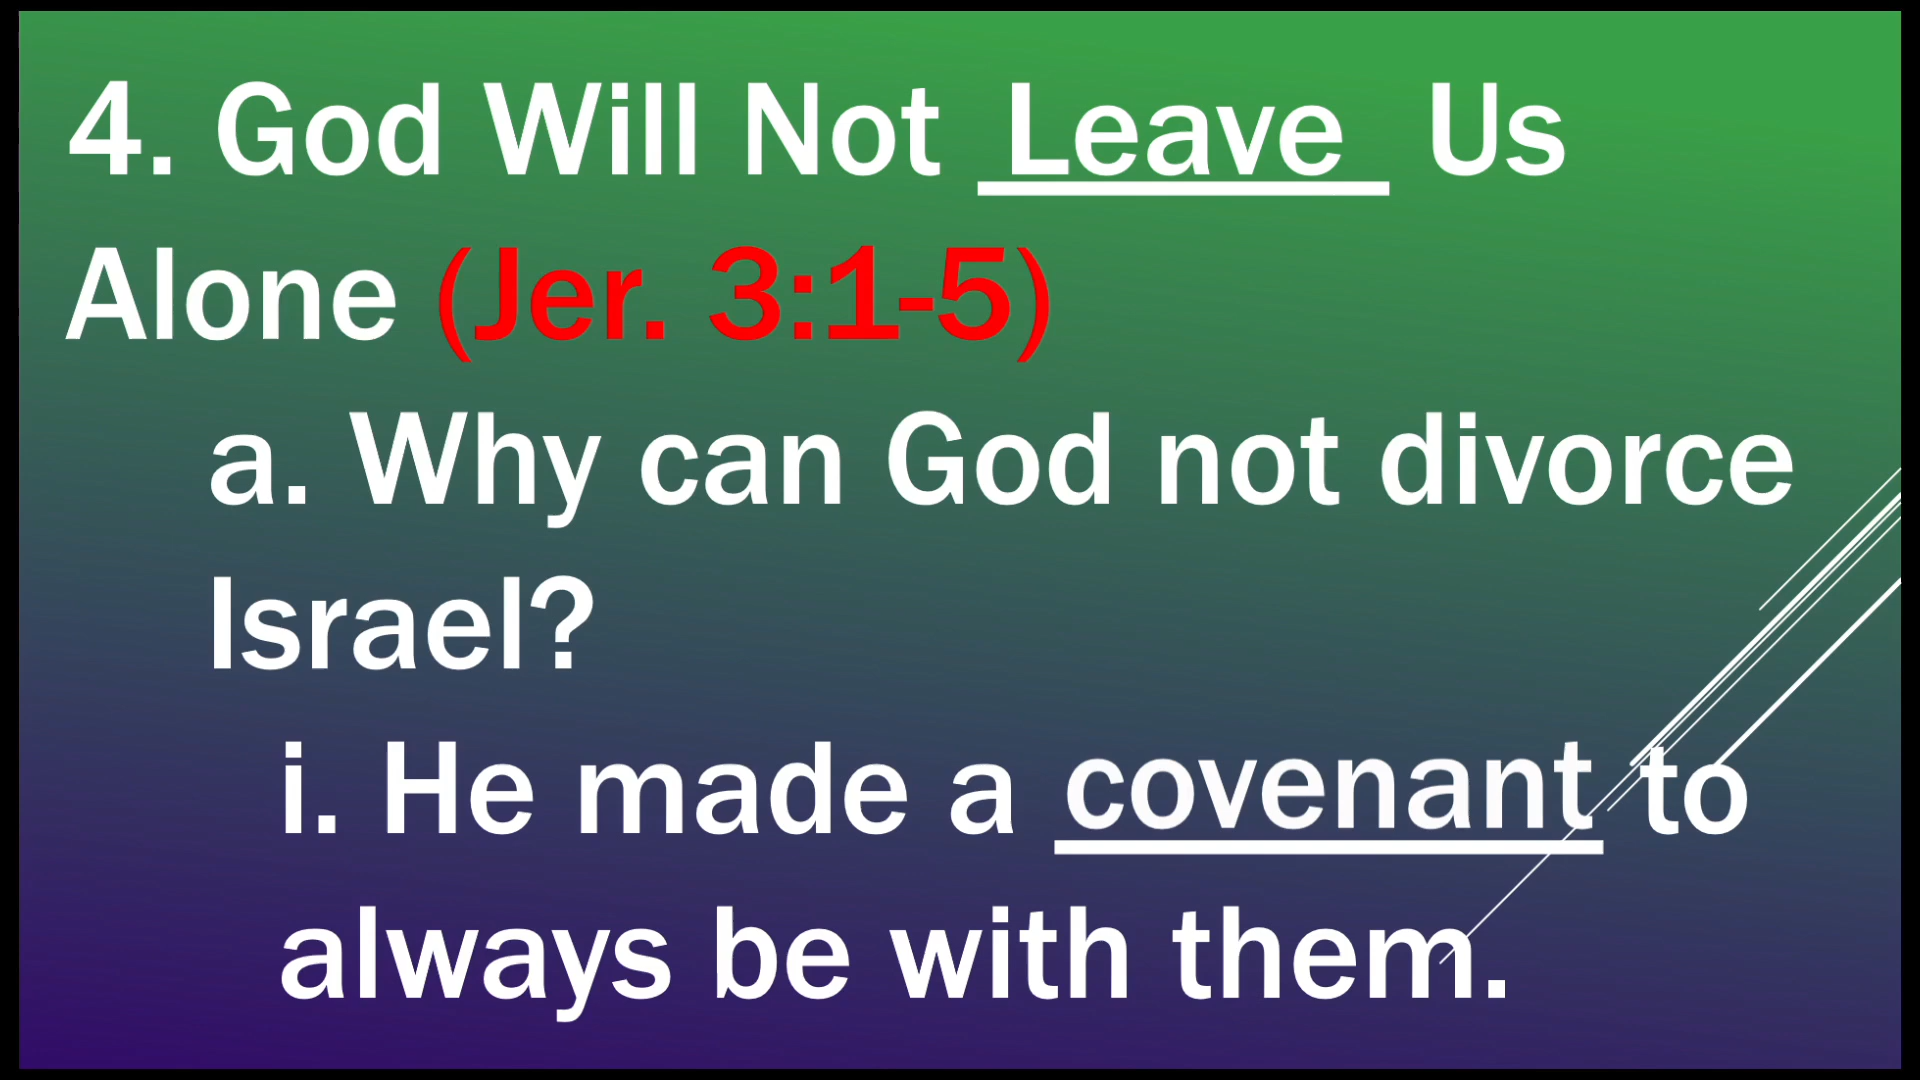 4. God Will Not Leave Us
Alone (Jer. 3:1-5)
a. Why can God not divorce
Israel?
i. He made a covenant to
always be with them.